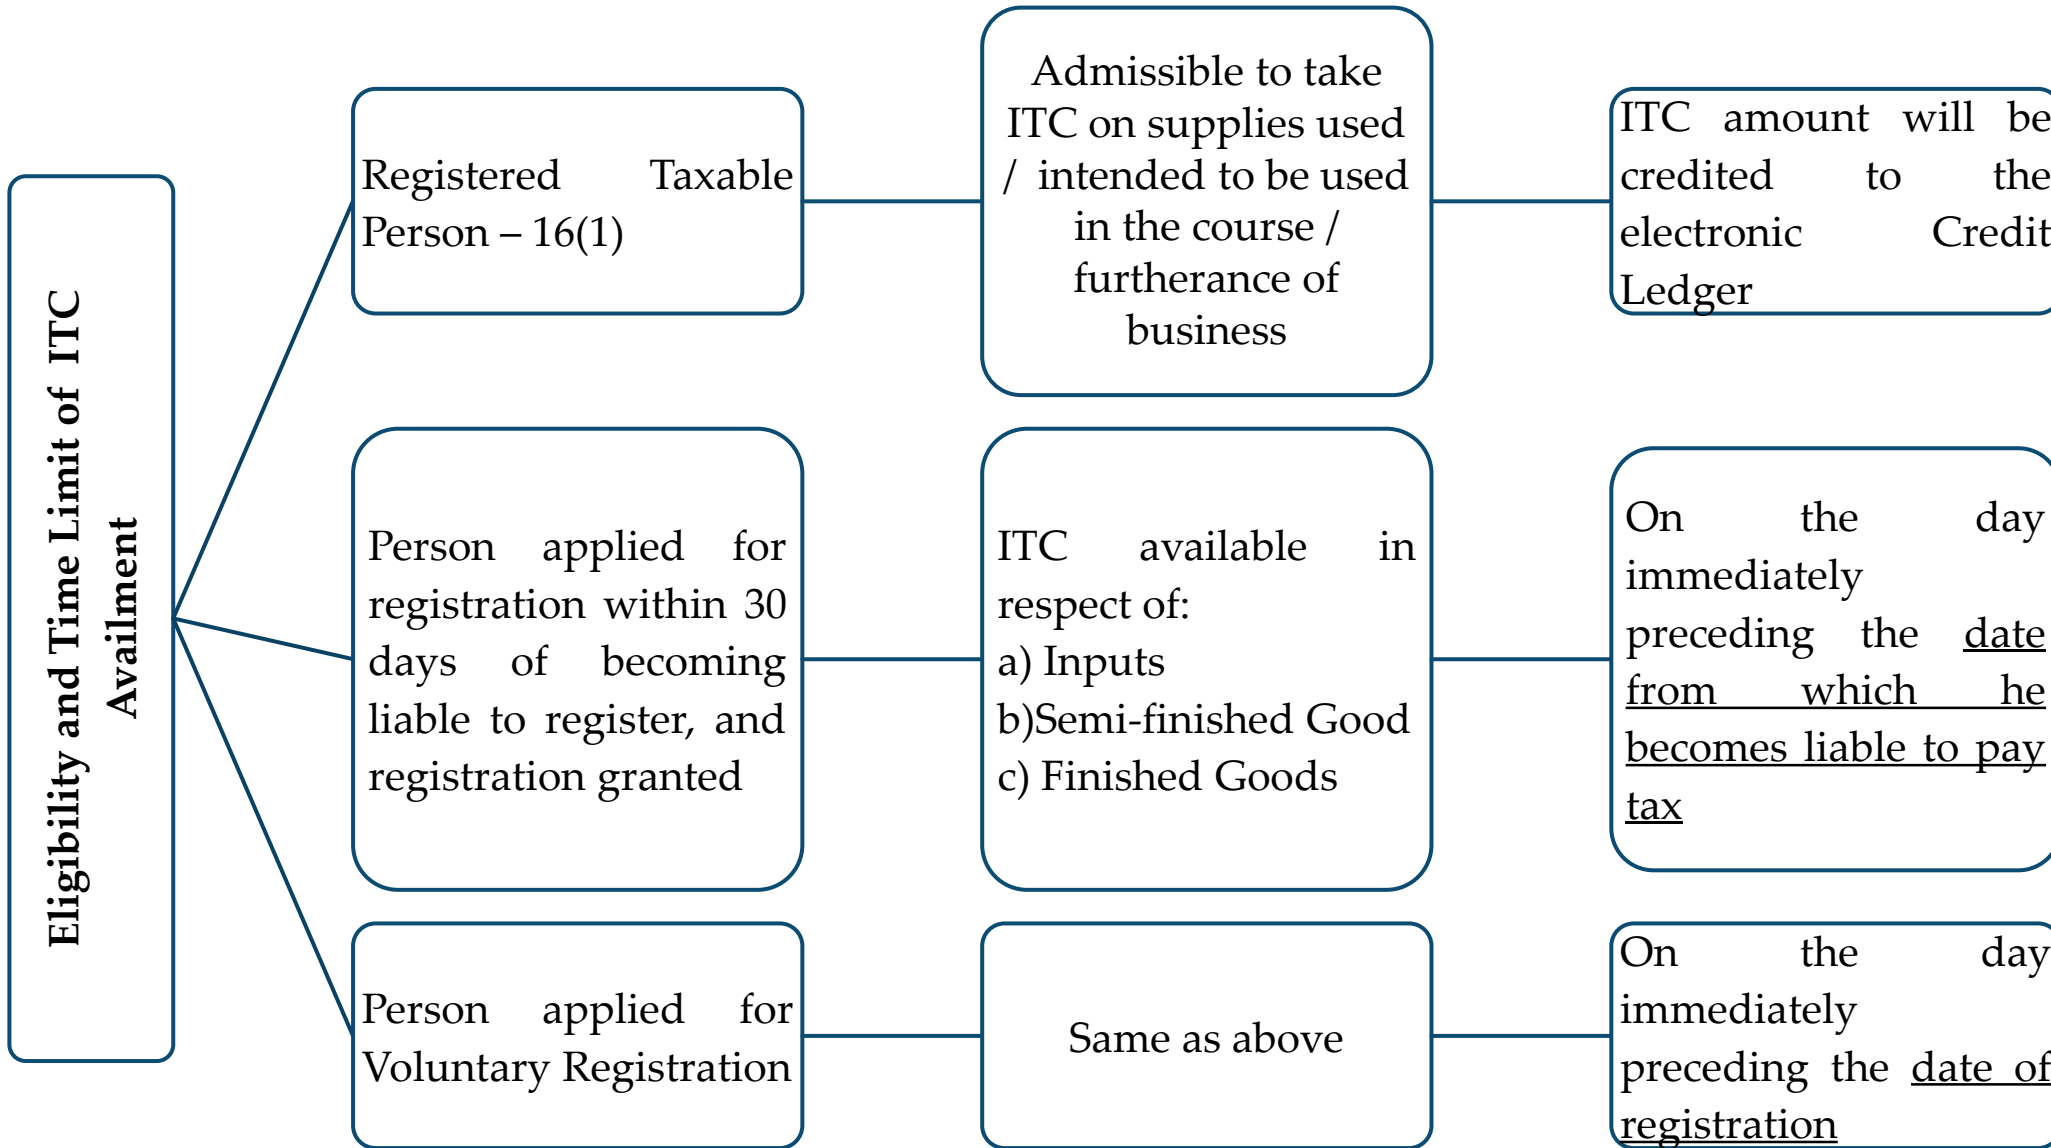 Eligibility and Time Limit of ITC
Availment
Registered Taxable
Person – 16(1)
Admissible to take
ITC on supplies used
/ intended to be used
in the course /
furtherance of
business
ITC amount will be
credited to the
electronic Credit
Ledger
Person applied for
registration within 30
days of becoming
liable to register, and
registration granted
ITC available in
respect of:
a) Inputs
b)Semi-finished Good
c) Finished Goods
On the day
immediately
preceding the date
from which he
becomes liable to pay
tax
Person applied for
Voluntary Registration
Same as above
On the day
immediately
preceding the date of
registration